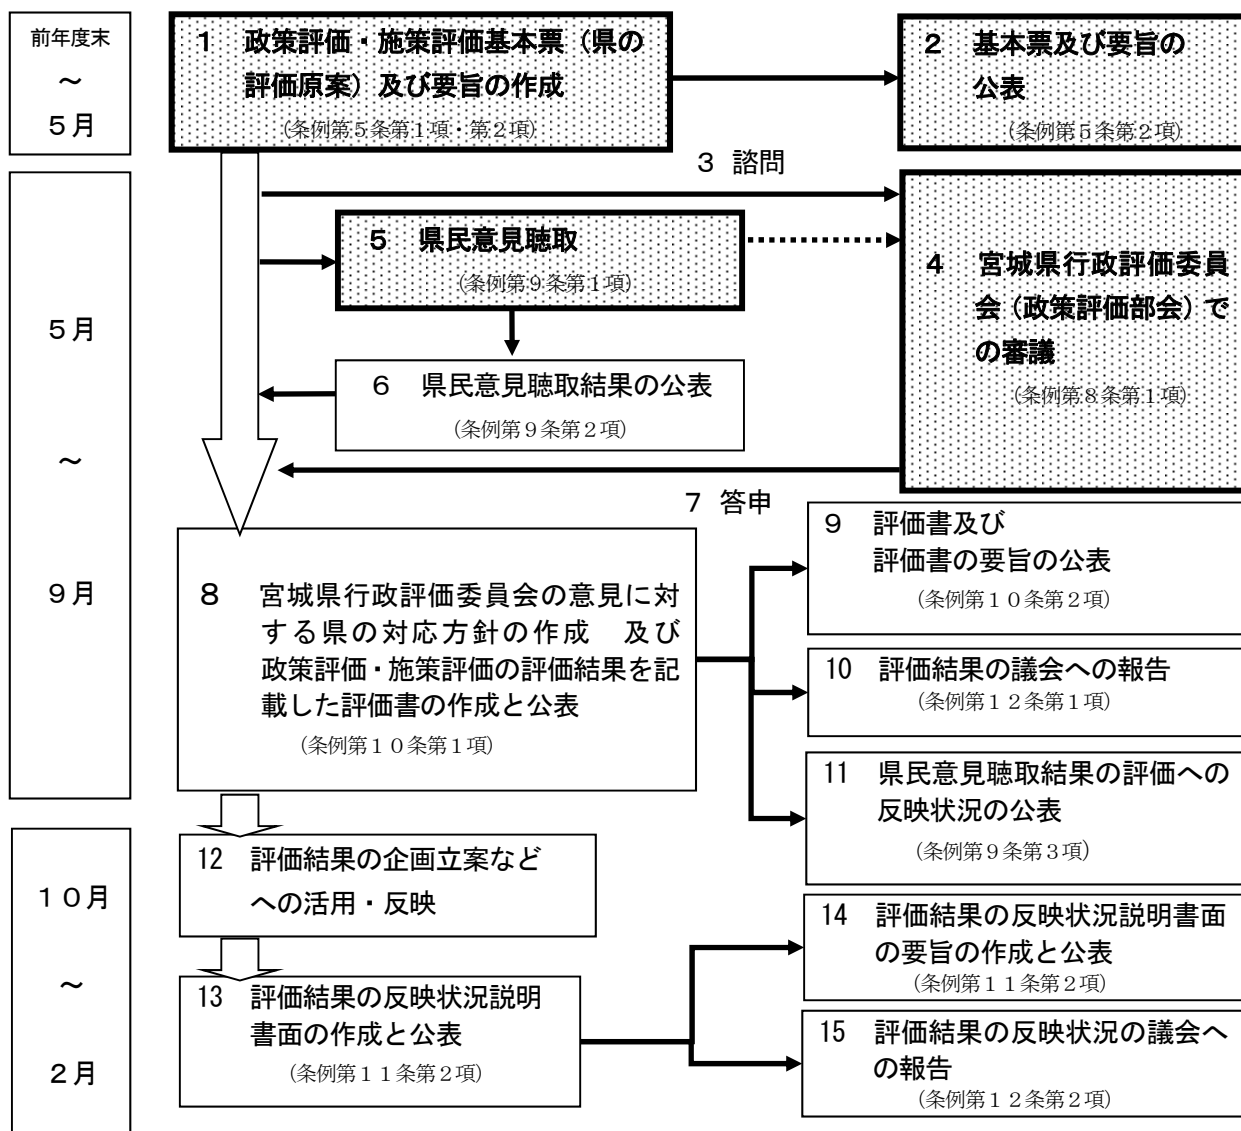 前年度末
～
５月
１ 政策評価・施策評価基本票（県の
評価原案）及び要旨の作成
（条例第５条第１項・第２項）
２ 基本票及び要旨の
公表
（条例第５条第２項）
３ 諮問
５月
～
９月
５ 県民意見聴取
（条例第９条第１項）
４ 宮城県行政評価委員
会（政策評価部会）で
の審議
（条例第８条第１項）
６ 県民意見聴取結果の公表
（条例第９条第２項）
７ 答申
８ 宮城県行政評価委員会の意見に対
する県の対応方針の作成 及び
政策評価・施策評価の評価結果を記
載した評価書の作成と公表
（条例第１０条第１項）
９ 評価書及び
評価書の要旨の公表
（条例第１０条第２項）
10 評価結果の議会への報告
（条例第１２条第１項）
11 県民意見聴取結果の評価への
反映状況の公表
（条例第９条第３項）
１０月
～
２月
12 評価結果の企画立案など
への活用・反映
13 評価結果の反映状況説明
書面の作成と公表
（条例第１１条第２項）
14 評価結果の反映状況説明書面
の要旨の作成と公表
（条例第１１条第２項）
15 評価結果の反映状況の議会へ
の報告
（条例第１２条第２項）